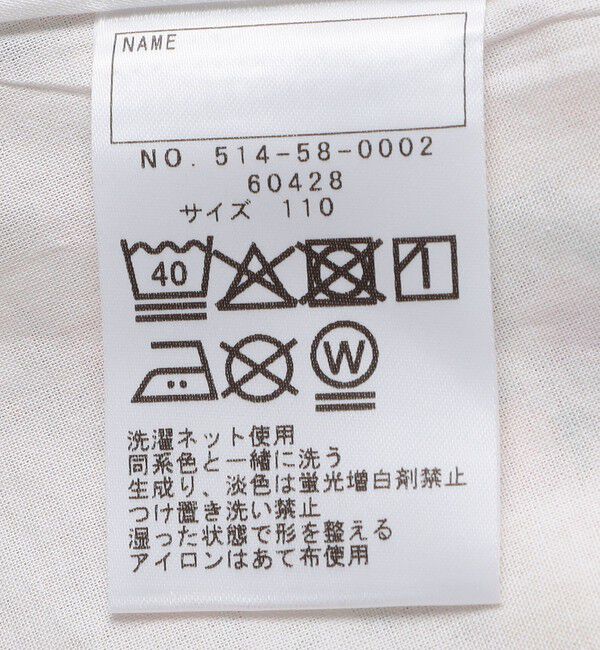 NAME
NO. 514-58-0002
60428
サイズ 110
40
W
洗濯ネット使用
同系色と一緒に洗う
生成り、淡色は蛍光増白剤禁止
つけ置き洗い禁止
湿った状態で形を整える
アイロンはあて布使用